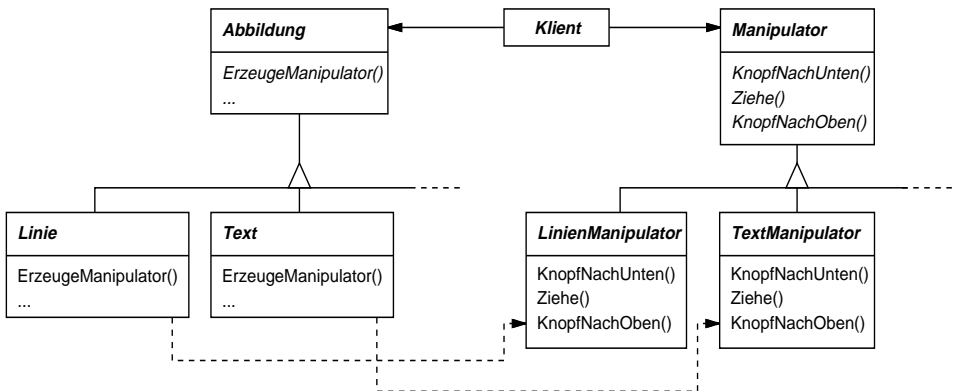 Abbildung
ErzeugeManipulator()
...
Klient
Manipulator
KnopfNachUnten()
Ziehe()
KnopfNachOben()
Linie
ErzeugeManipulator()
...
Text
ErzeugeManipulator()
...
LinienManipulator
KnopfNachUnten()
Ziehe()
KnopfNachOben()
TextManipulator
KnopfNachUnten()
Ziehe()
KnopfNachOben()